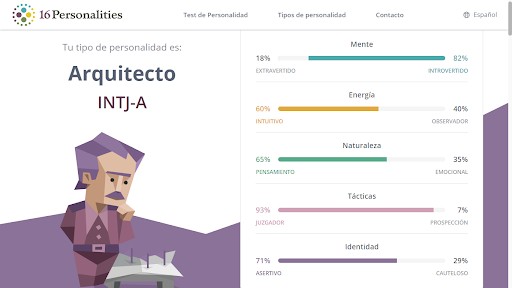 16Personalities
Test de Personalidad
Tipos de personalidad
Contacto
Español
Tu tipo de personalidad es:
Arquitecto
INTJ-A
Mente
18%
82%
EXTRAVERTIDO
INTROVERTIDO
Energía
60%
40%
INTUITIVO
OBSERVADOR
Naturaleza
65%
35%
PENSAMIENTO
EMOCIONAL
Tácticas
93%
7%
JUZGADOR
PROSPECCIÓN
Identidad
71%
29%
ASERTIVO
CAUTELOSO